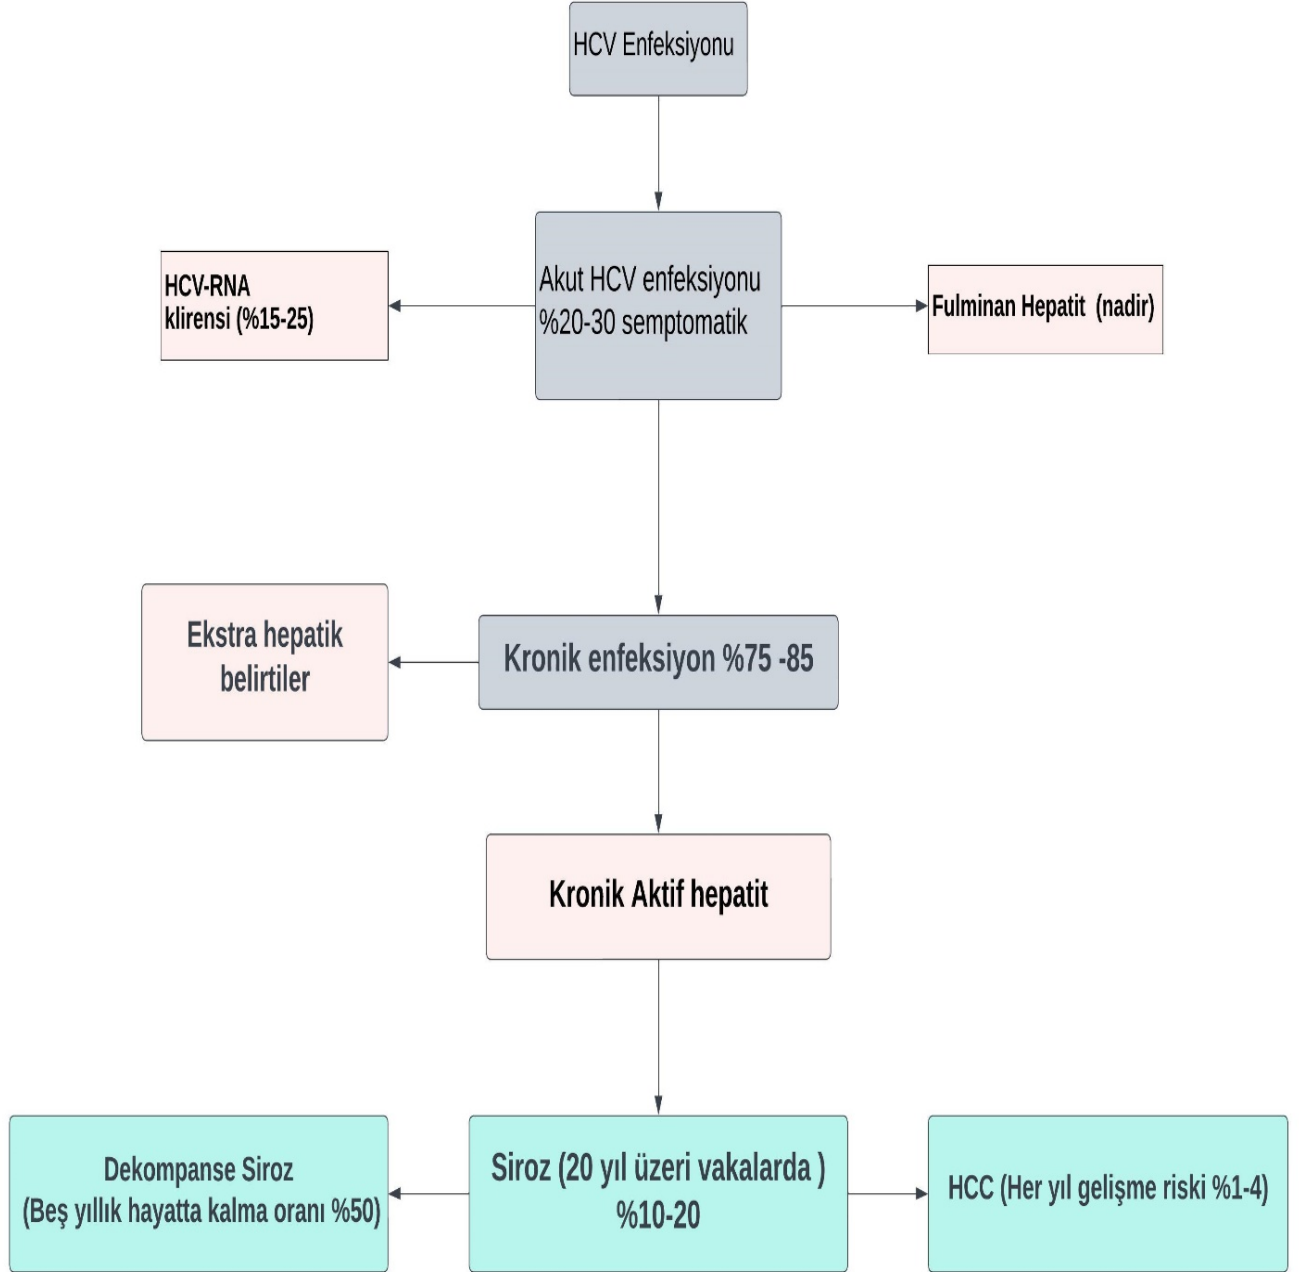 HCV Enfeksiyonu
HCV-RNA
klirensi (%15-25)
Akut HCV enfeksiyonu
%20-30 semptomatik
Fulminan Hepatit (nadir)
Ekstra hepatik
belirtiler
Kronik enfeksiyon %75 -85
Kronik Aktif hepatit
Dekompanse Siroz
(Beş yıllık hayatta kalma oranı %50)
Siroz (20 yıl üzeri vakalarda )
%10-20
HCC (Her yıl gelişme riski %1-4)